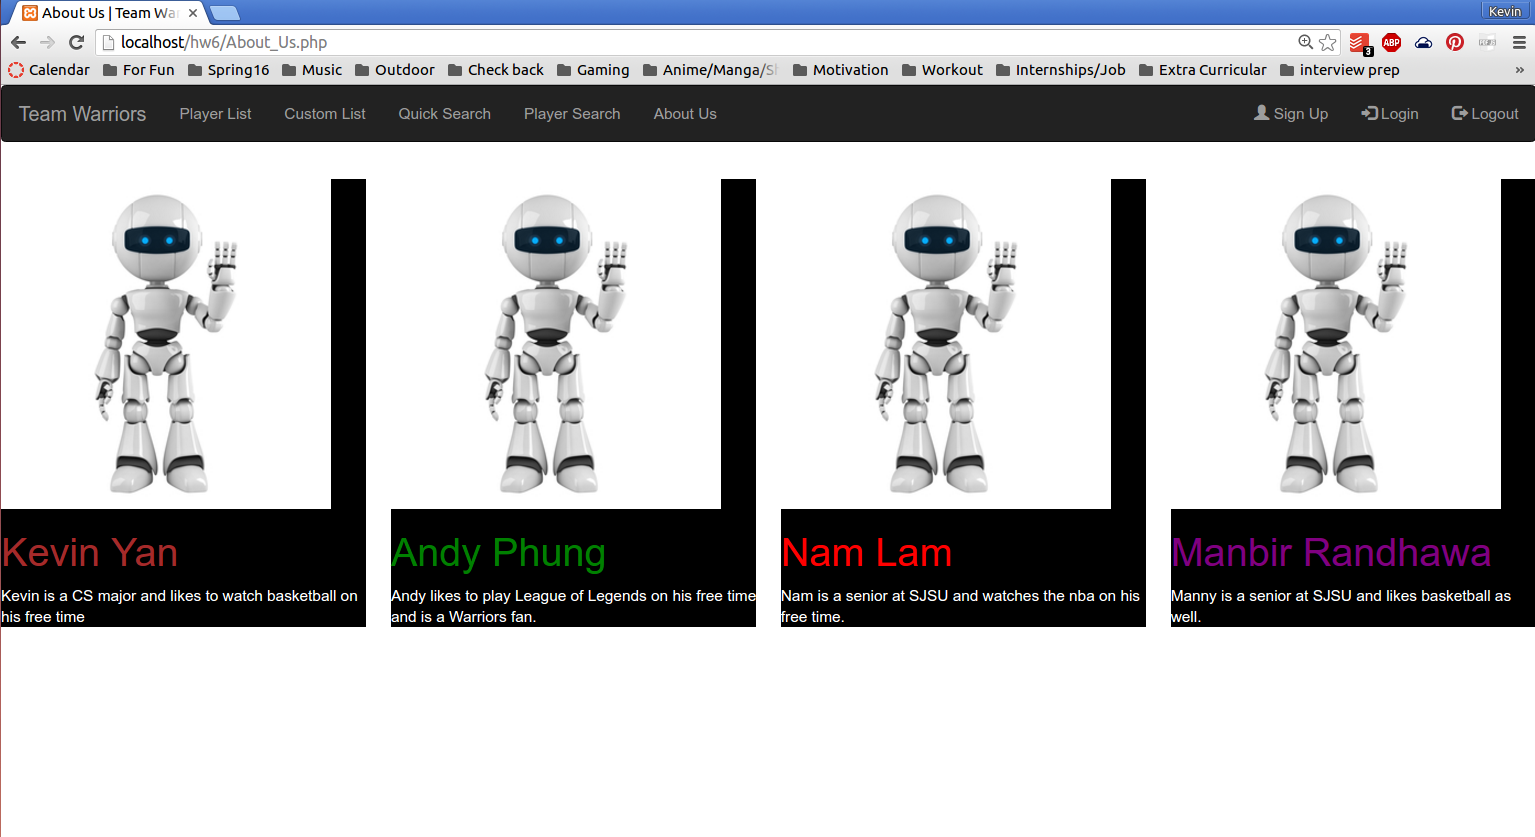 About Us | Team Wa
Kevin
localhost/hw6/About_Us.php
3
ABP
Calendar For Fun Spring16 Music Outdoor Check back Gaming Anime/Manga/Sh Motivation Workout Internships/Job Extra Curricular interview prep »
Team Warriors Player List Custom List Quick Search Player Search About Us Sign Up Login Logout
Kevin Yan
Kevin is a CS major and likes to watch basketball on
his free time
Andy Phung
Andy likes to play League of Legends on his free time
and is a Warriors fan.
Nam Lam
Nam is a senior at SJSU and watches the nba on his
free time.
Manbir Randhawa
Manny is a senior at SJSU and likes basketball as
well.